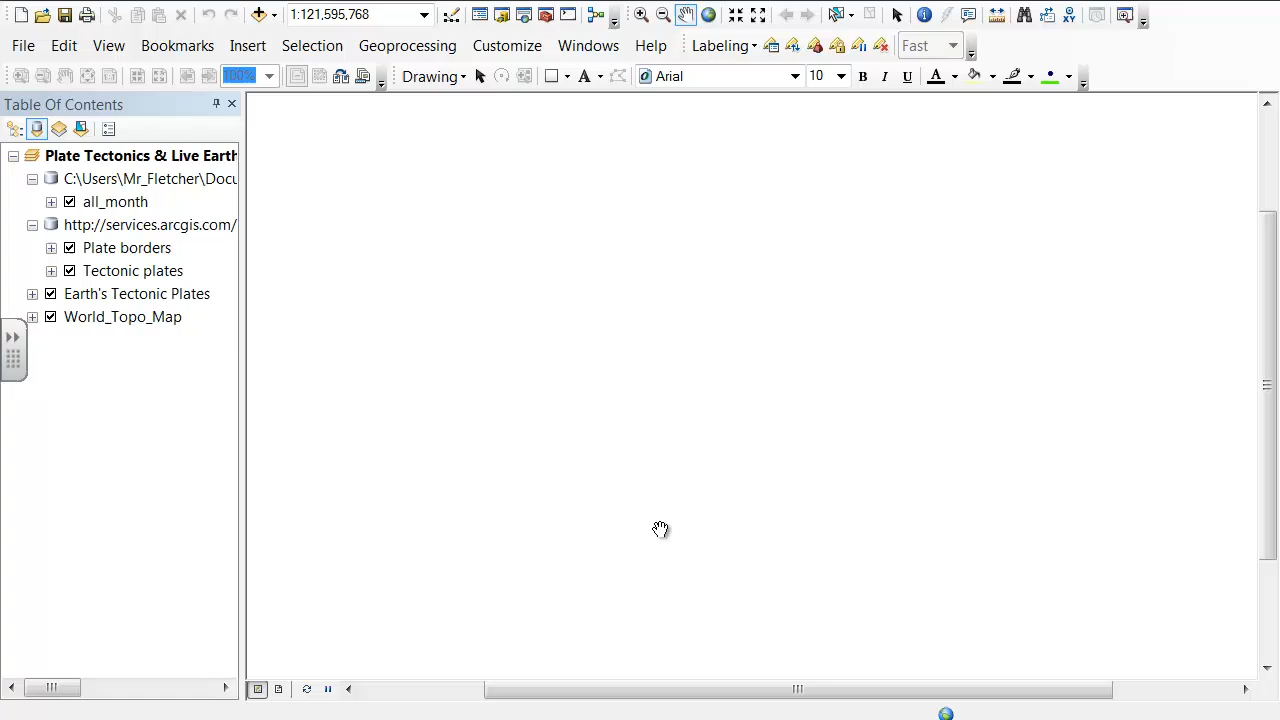 1:121,595,768
File Edit View Bookmarks Insert Selection Geoprocessing Customize Windows Help Labeling Fast
100% Drawing A Arial 10 B I U A
Table Of Contents
Plate Tectonics & Live Earth
C:\Users\Mr_Fletcher\Docu
all_month
http://services.arcgis.com/
Plate borders
Tectonic plates
Earth's Tectonic Plates
World_Topo_Map